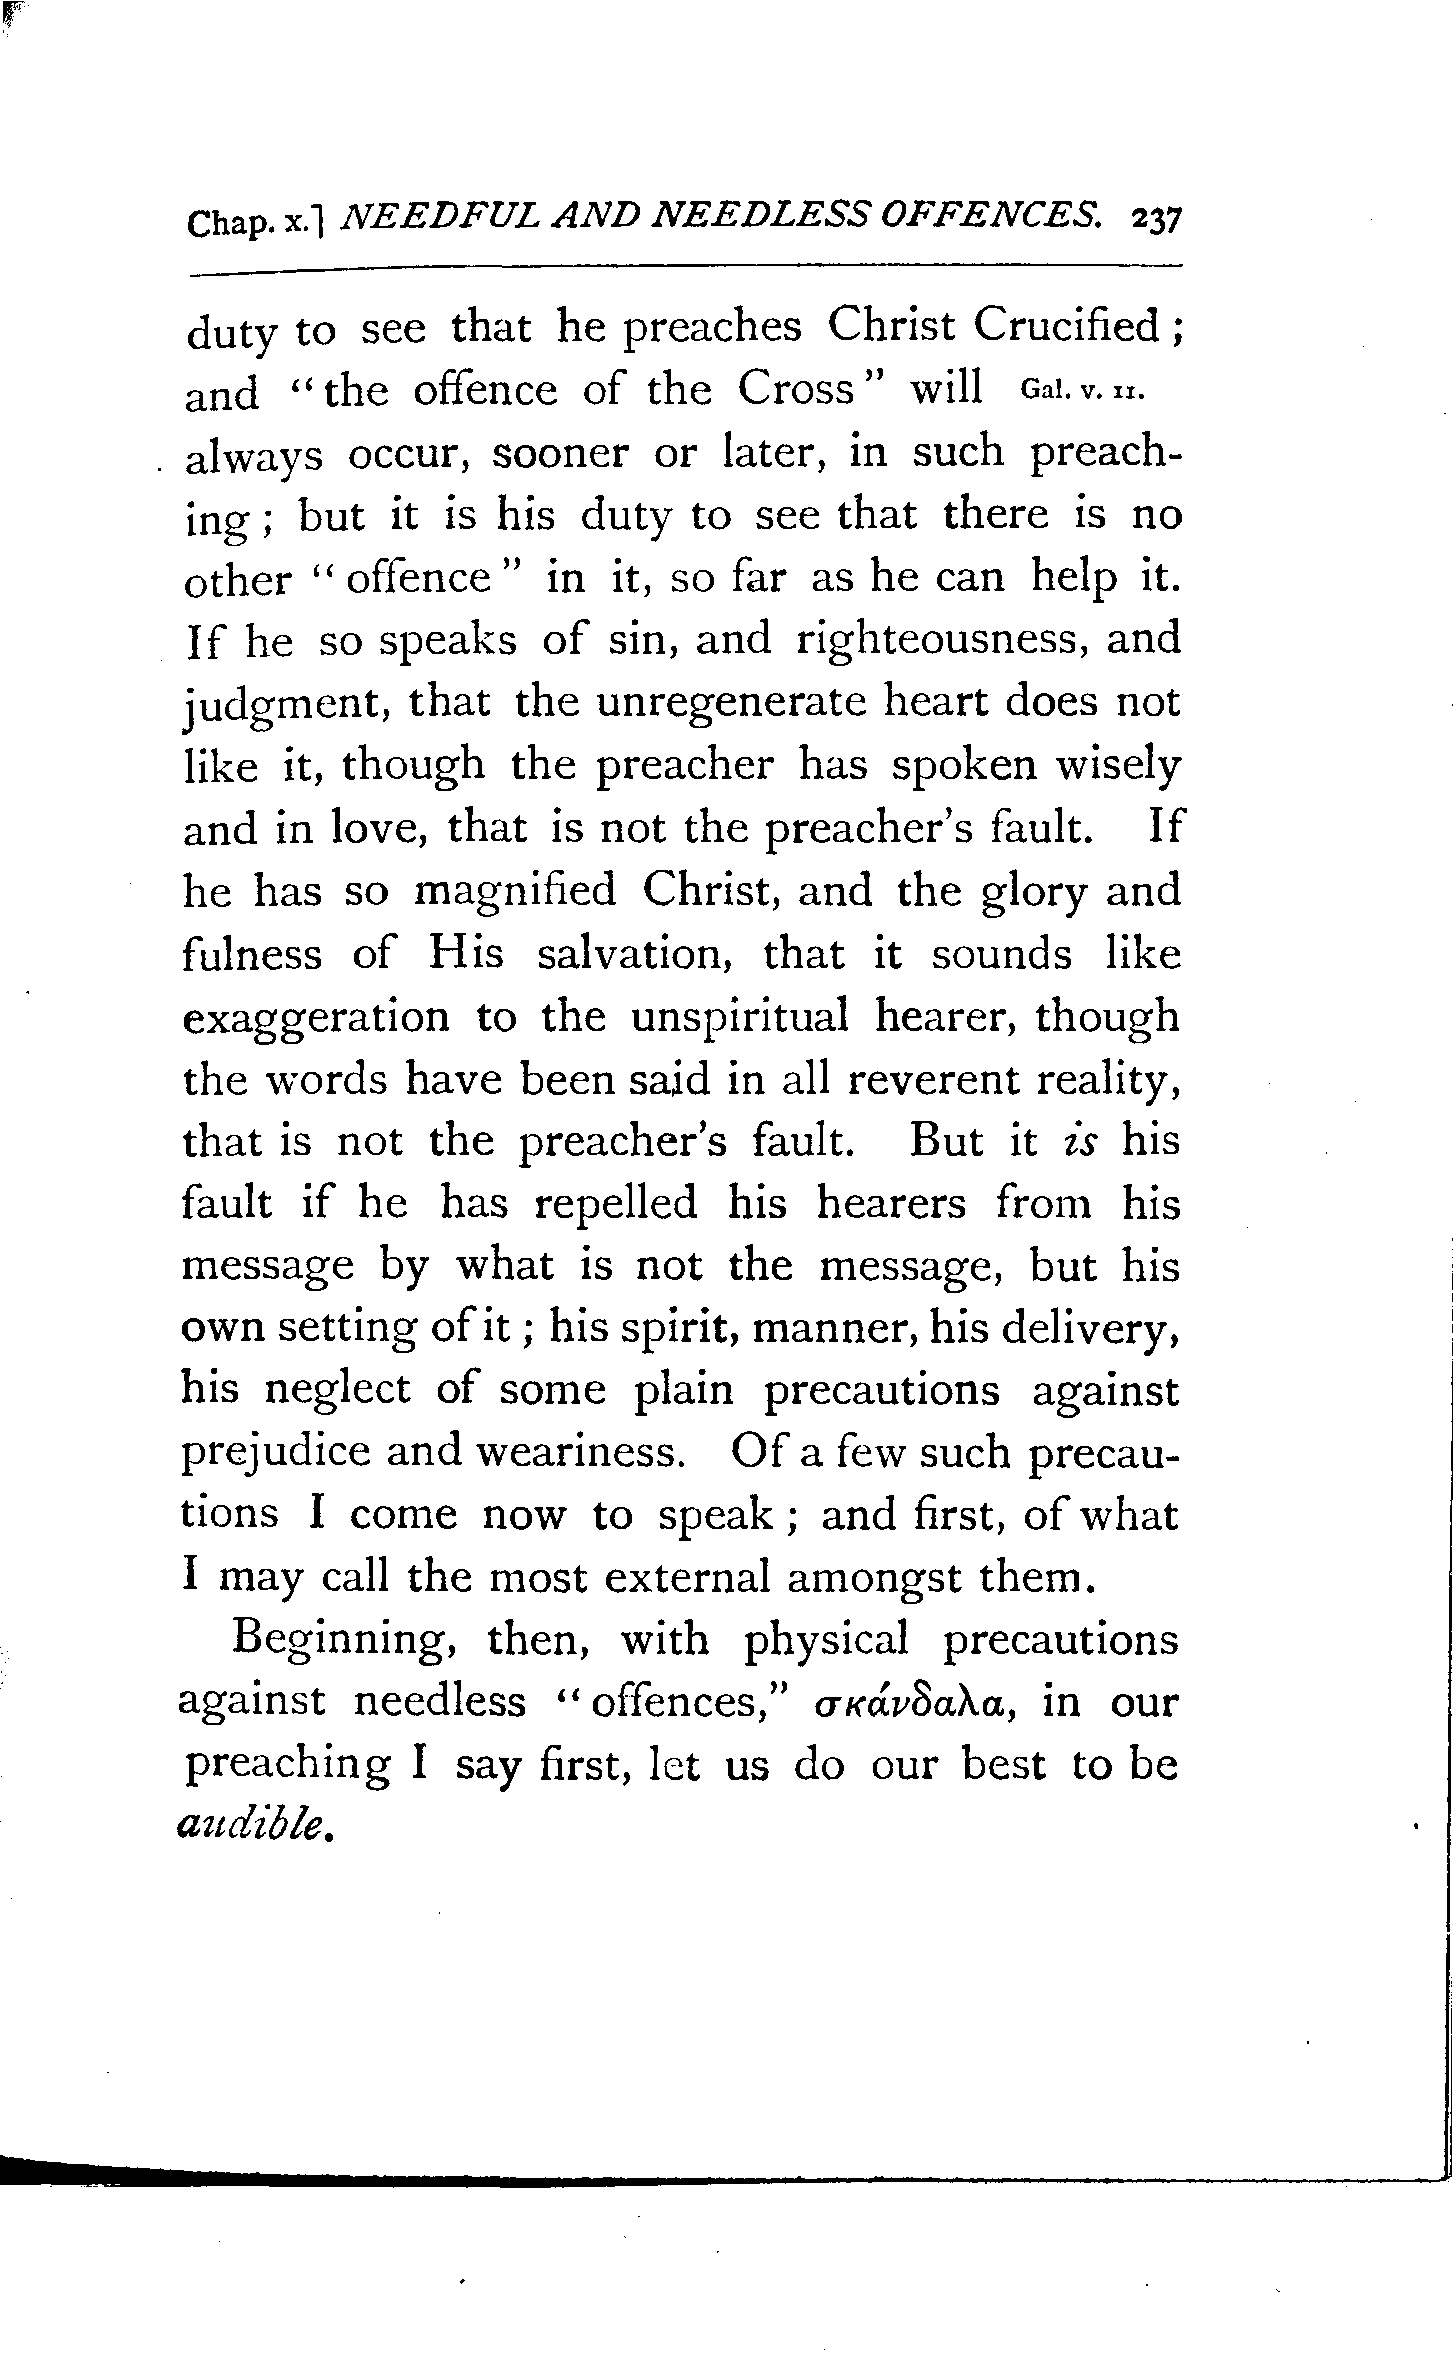 Chap. x.] NEEDFUL AND NEEDLESS OFFENCES. 237
duty to see that he preaches Christ Crucified ;
and “the offence of the Cross” will Gal. v. 11.
always occur, sooner or later, in such preach-
ing ; but it is his duty to see that there is no
other “offence” in it, so far as he can help it.
If he so speaks of sin, and righteousness, and
judgment, that the unregenerate heart does not
like it, though the preacher has spoken wisely
and in love, that is not the preacher's fault. If
he has so magnified Christ, and the glory and
fulness of His salvation, that it sounds like
exaggeration to the unspiritual hearer, though
the words have been said in all reverent reality,
that is not the preacher's fault. But it is his
fault if he has repelled his hearers from his
message by what is not the message, but his
own setting of it ; his spirit, manner, his delivery,
his neglect of some plain precautions against
prejudice and weariness. Of a few such precau-
tions I come now to speak ; and first, of what
I may call the most external amongst them.
Beginning, then, with physical precautions
against needless “offences,” σκάνδαλα, in our
preaching I say first, let us do our best to be
audible.